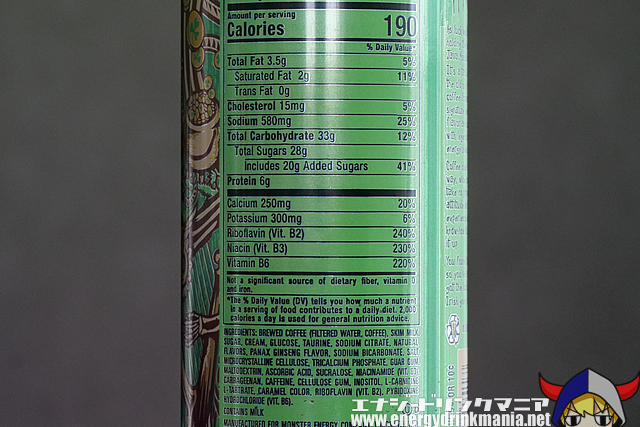 Amount per serving
Calories 190
% Daily Value*
Total Fat 3.5g 5%
Saturated Fat 2g 11%
Trans Fat 0g
Cholesterol 15mg 5%
Sodium 580mg 25%
Total Carbohydrate 33g 12%
Total Sugars 28g
Includes 20g Added Sugars 41%
Protein 6g
Calcium 250mg 20%
Potassium 300mg 6%
Riboflavin (Vit. B2) 240%
Niacin (Vit. B3) 230%
Vitamin B6 220%
Not a significant source of dietary fiber, vitamin D
and iron.
*The % Daily Value (DV) tells you how much a nutrient
in a serving of food contributes to a daily diet. 2,000
calories a day is used for general nutrition advice.
INGREDIENTS: BREWED COFFEE (FILTERED WATER, COFFEE), SKIM MILK,
SUGAR, CREAM, GLUCOSE, TAURINE, SODIUM CITRATE, NATURAL
FLAVORS, PANAX GINSENG FLAVOR, SODIUM BICARBONATE, SALT,
MICROCRYSTALLINE CELLULOSE, TRICALCIUM PHOSPHATE, GUAR GUM,
MALTODEXTRIN, ASCORBIC ACID, SUCRALOSE, NIACINAMIDE (VIT. B3),
CARRAGEENAN, CAFFEINE, CELLULOSE GUM, INOSITOL, L-CARNITINE
L-TARTRATE, CARAMEL COLOR, RIBOFLAVIN (VIT. B2), PYRIDOXINE
HYDROCHLORIDE (VIT. B6).
CONTAINS MILK
MANUFACTURED FOR MONSTER ENERGY
エナジードリンクマニア
www.energydrinkmania.net